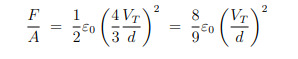 F/A = 1/2 ε₀ (4/3 V_T/d)² = 8/9 ε₀ (V_T/d)²